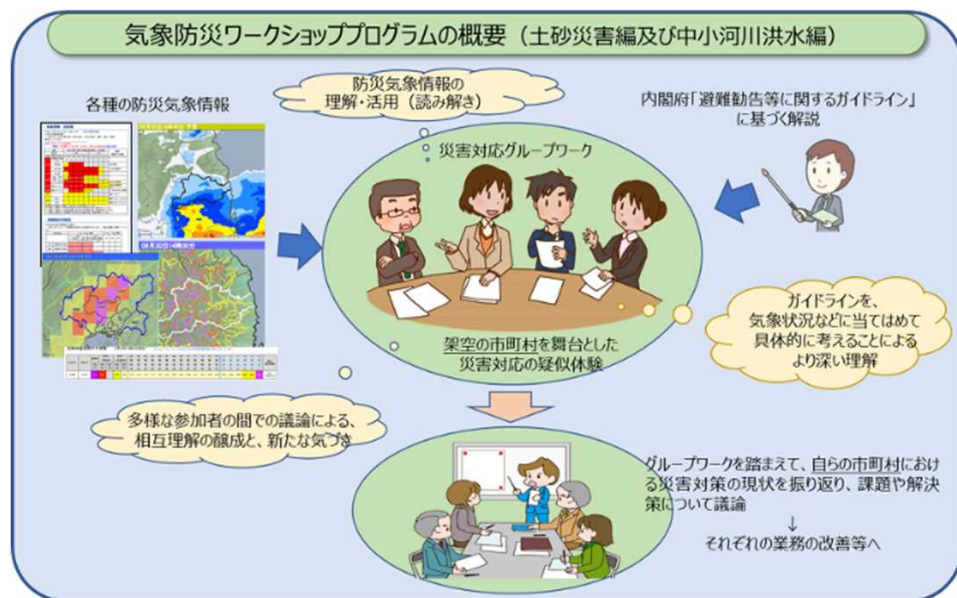 気象防災ワークショッププログラムの概要（土砂災害編及び中小河川洪水編）
各種の防災気象情報
防災気象情報の
理解・活用（読み解き）
内閣府「避難勧告等に関するガイドライン」
に基づく解説
災害対応グループワーク
架空の市町村を舞台とした
災害対応の疑似体験
ガイドラインを、
気象状況などに当てはめて
具体的に考えることによる
より深い理解
多様な参加者の間での議論による、
相互理解の醸成と、新たな気づき
グループワークを踏まえて、自らの市町村におけ
る災害対策の現状を振り返り、課題や解決
策について議論
↓
それぞれの業務の改善等へ